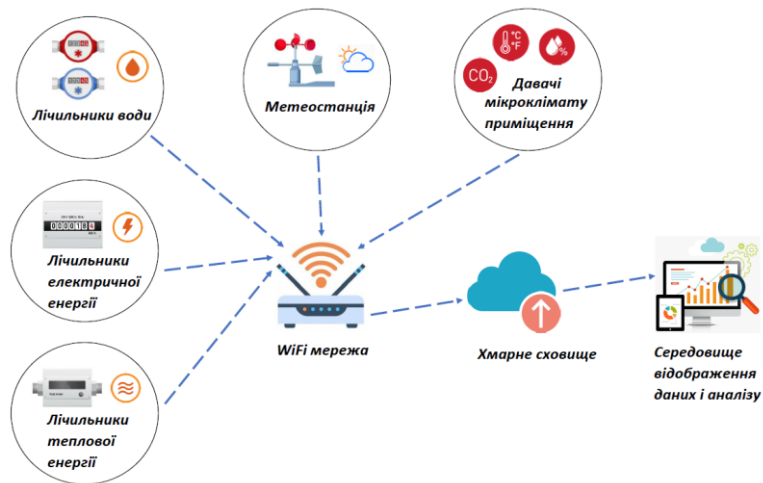 Лічильники води
Метеостанція
°C
°F
%
CO₂
Давачі
мікроклімату
приміщення
Лічильники
електричної
енергії
WiFi мережа
Хмарне сховище
Середовище
відображення
даних і аналізу
Лічильники
теплової
енергії